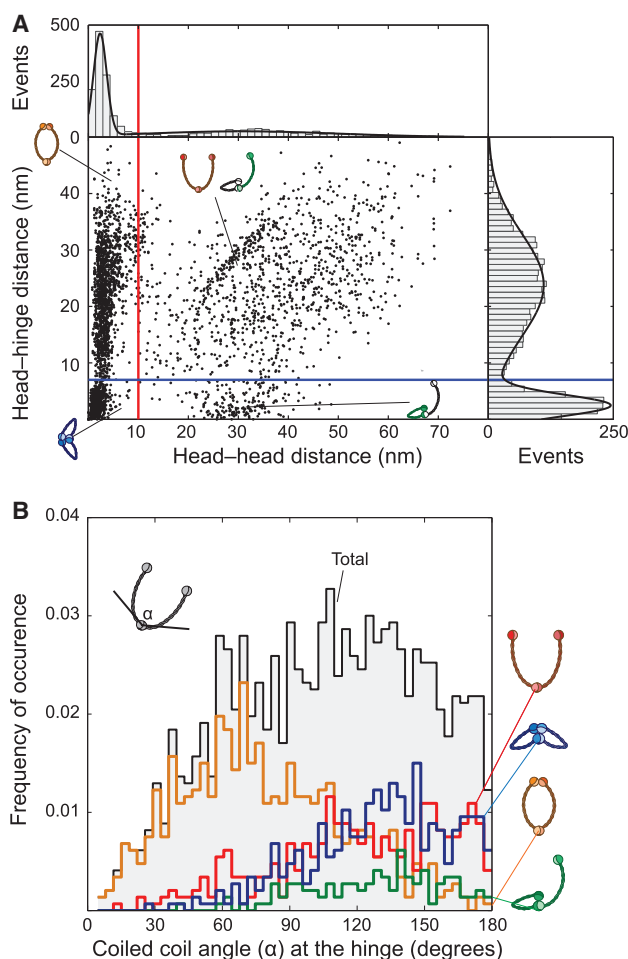 A
500
250
0
Events
Head–hinge distance (nm)
40
30
20
10
10 20 30 40 50 60 70
Head–head distance (nm)
0 250
Events
B
0.04
0.03
0.02
0.01
Frequency of occurence
Total
α
0 30 60 90 120 150 180
Coiled coil angle (α) at the hinge (degrees)